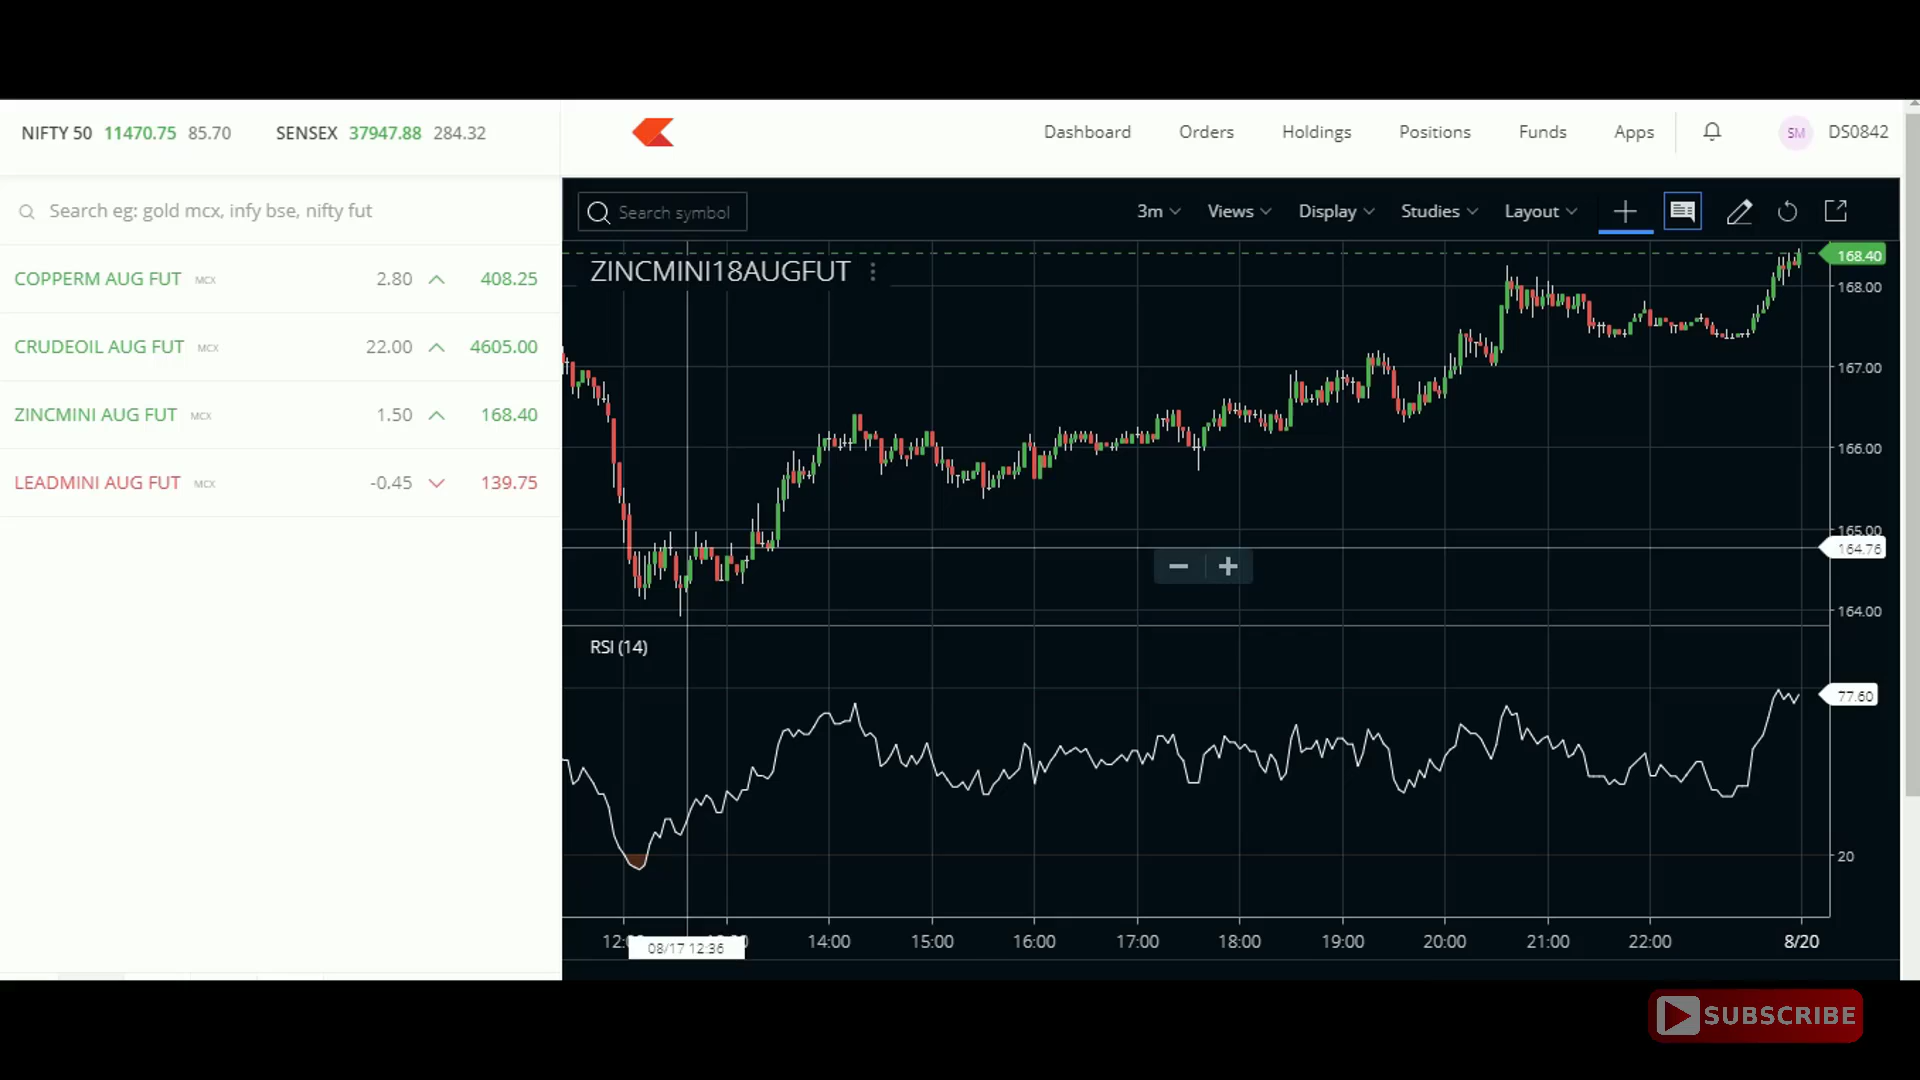 NIFTY 50 11470.75 85.70 SENSEX 37947.88 284.32
Dashboard Orders Holdings Positions Funds Apps SM DS0842
Search eg: gold mcx, infy bse, nifty fut
COPPERM AUG FUT MCX 2.80 408.25
CRUDEOIL AUG FUT MCX 22.00 4605.00
ZINCMINI AUG FUT MCX 1.50 168.40
LEADMINI AUG FUT MCX -0.45 139.75
Search symbol 3m Views Display Studies Layout
ZINCMINI18AUGFUT
168.40
168.00
167.00
166.00
165.00
164.76
164.00
RSI (14)
77.60
20
14:00 15:00 16:00 17:00 18:00 19:00 20:00 21:00 22:00 8/20
08/17 12:36
SUBSCRIBE